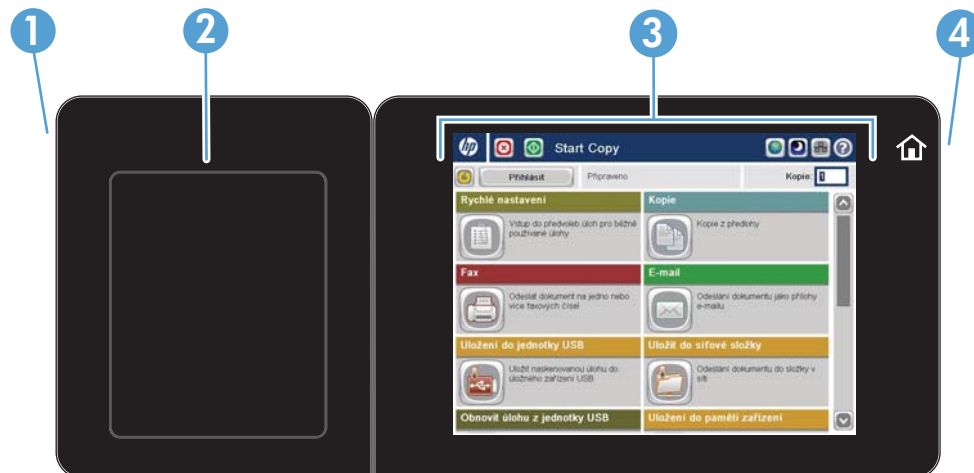 1
2
3
4
hp
Start Copy
?
Přihlásit
Připraveno
Kopie:
1
Rychlé nastavení
Vstup do předvoleb úloh pro běžně
používané úlohy
Kopie
Kopie z předlohy
Fax
Odeslat dokument na jedno nebo
více faxových čísel
E-mail
Odeslání dokumentu jako přílohy
e-mailu
Uložení do jednotky USB
Uložit naskenovanou úlohu do
úložného zařízení USB
Uložit do síťové složky
Odeslání dokumentu do složky v
síti
Obnovit úlohu z jednotky USB
Uložení do paměti zařízení